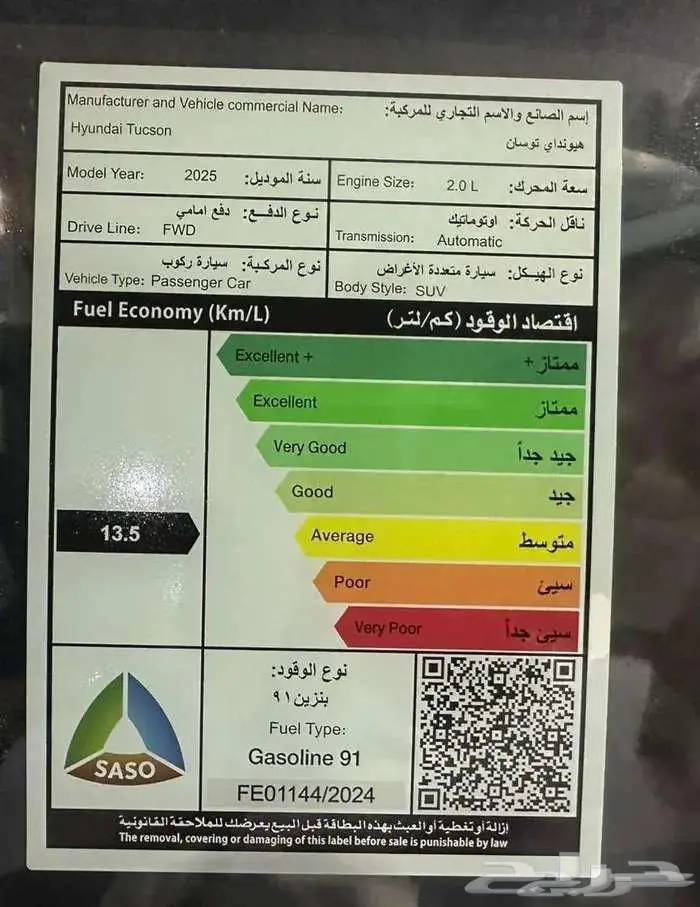 Manufacturer and Vehicle commercial Name:
إسم الصانع والاسم التجاري للمركبة:
Hyundai Tucson
هيونداي توسان
Model Year: 2025 سنة الموديل:
Engine Size: 2.0 L سعة المحرك:
نوع الدفع: دفع امامي
Drive Line: FWD
ناقل الحركة: اوتوماتيك
Transmission: Automatic
نوع المركبة: سيارة ركوب
Vehicle Type: Passenger Car
نوع الهيكل: سيارة متعددة الأغراض
Body Style: SUV
Fuel Economy (Km/L) اقتصاد الوقود (كم/لتر)
Excellent + ممتاز +
Excellent ممتاز
Very Good جيد جداً
Good جيد
13.5
Average متوسط
Poor سيئ
Very Poor سيئ جداً
SASO
نوع الوقود:
بنزين ٩١
Fuel Type:
Gasoline 91
FE01144/2024
إزالة أو تغطية أو العبث بهذه البطاقة قبل البيع يعرضك للملاحقة القانونية
The removal, covering or damaging of this label before sale is punishable by law
حراج